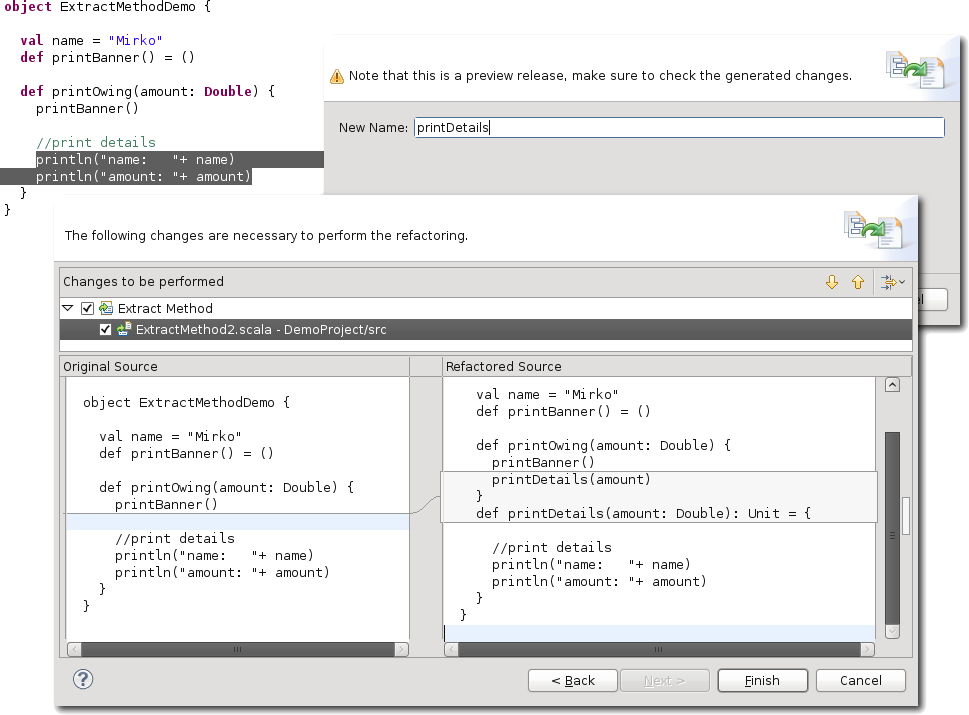 object ExtractMethodDemo {
val name = "Mirko"
def printBanner() = ()
def printOwing(amount: Double) {
printBanner()
//print details
println("name:   "+ name)
println("amount: "+ amount)
}
}
Note that this is a preview release, make sure to check the generated changes.
New Name: printDetails
el
The following changes are necessary to perform the refactoring.
Changes to be performed
Extract Method
ExtractMethod2.scala - DemoProject/src
Original Source
object ExtractMethodDemo {
val name = "Mirko"
def printBanner() = ()
def printOwing(amount: Double) {
printBanner()
//print details
println("name:   "+ name)
println("amount: "+ amount)
}
}
Refactored Source
val name = "Mirko"
def printBanner() = ()
def printOwing(amount: Double) {
printBanner()
printDetails(amount)
}
def printDetails(amount: Double): Unit = {
//print details
println("name:   "+ name)
println("amount: "+ amount)
}
}
?
< Back
Next >
Finish
Cancel